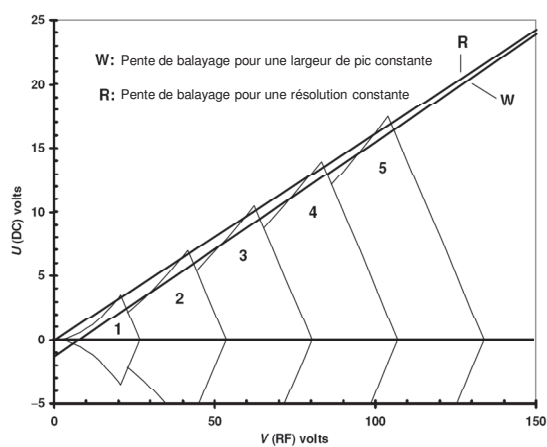 25
20
15
10
5
0
–5
U (DC) volts
W: Pente de balayage pour une largeur de pic constante
R: Pente de balayage pour une résolution constante
R
W
1
2
3
4
5
0
50
100
150
V (RF) volts